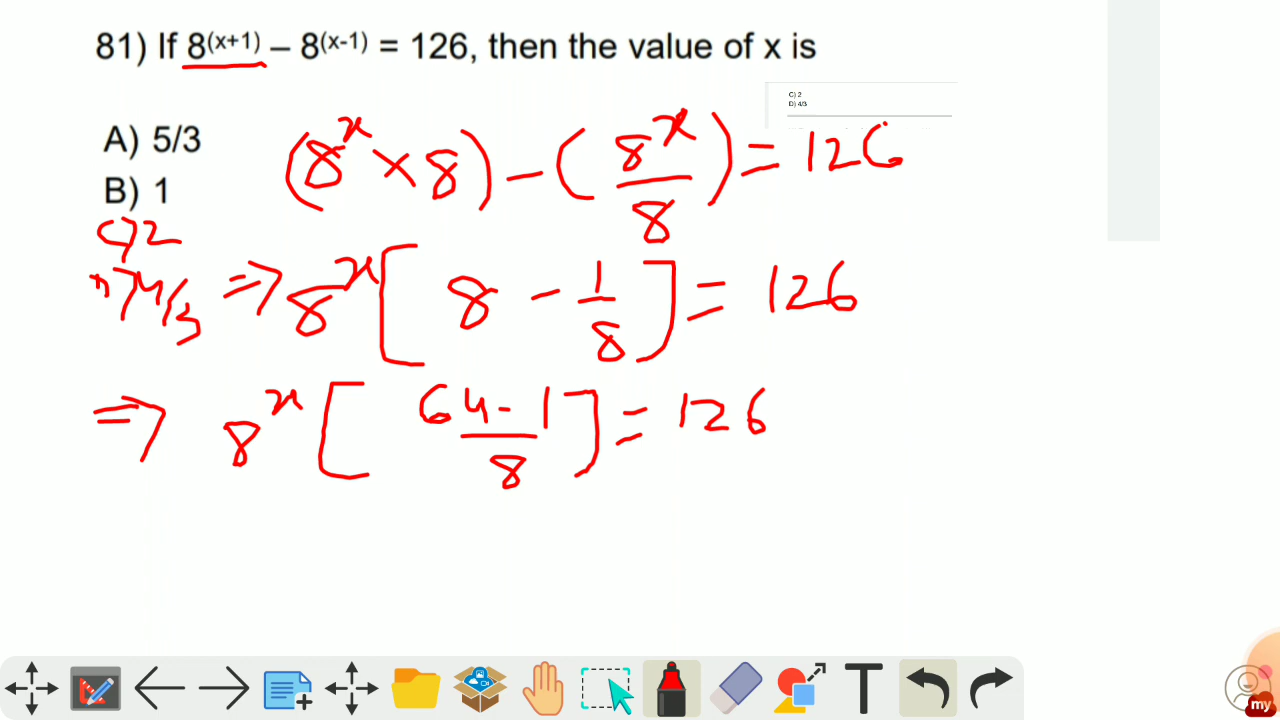 81) If 8^(x+1) – 8^(x-1) = 126, then the value of x is
C) 2
D) 4/3
A) 5/3
(8^x × 8) - (8^x/8) = 126
B) 1
C) 2
D) 4/3
⇒ 8^x [8 - 1/8] = 126
⇒ 8^x [64-1/8] = 126
T
my